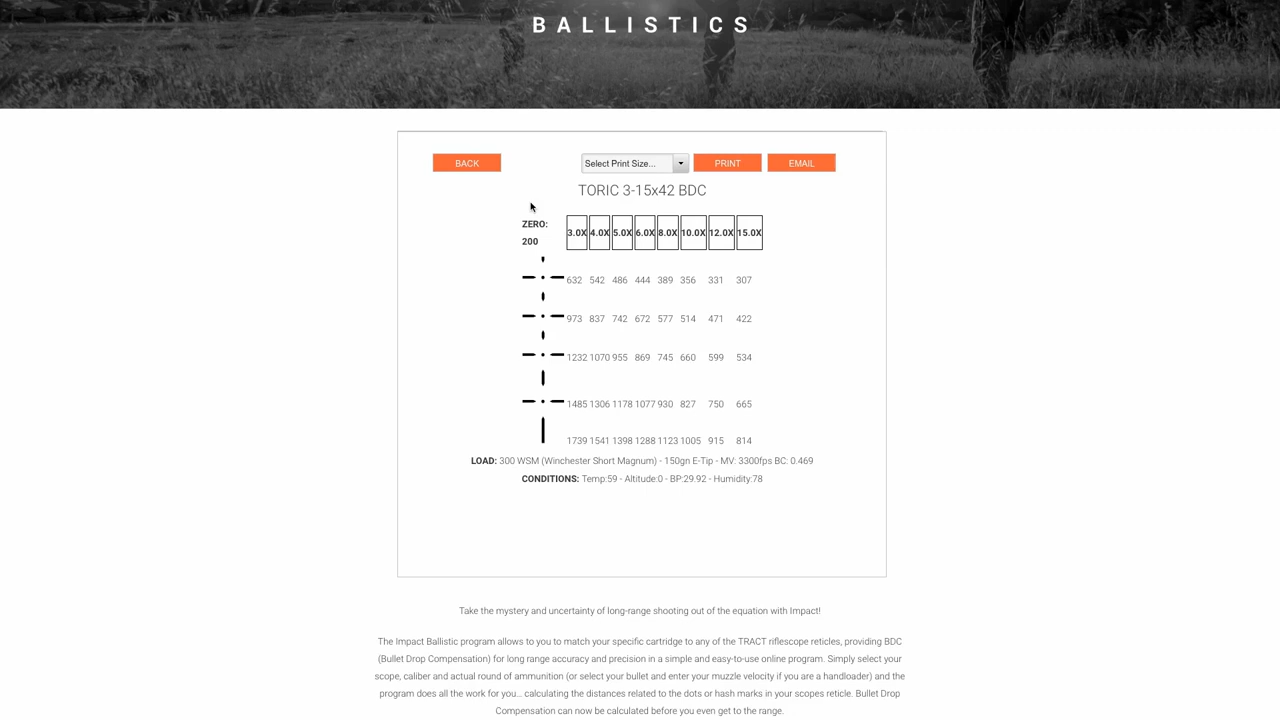 BALLISTICS
BACK
Select Print Size...
PRINT
EMAIL
TORIC 3-15x42 BDC
ZERO:
200
3.0X 4.0X 5.0X 6.0X 8.0X 10.0X 12.0X 15.0X
632 542 486 444 389 356 331 307
973 837 742 672 577 514 471 422
1232 1070 955 869 745 660 599 534
1485 1306 1178 1077 930 827 750 665
1739 1541 1398 1288 1123 1005 915 814
LOAD: 300 WSM (Winchester Short Magnum) - 150gn E-Tip - MV: 3300fps BC: 0.469
CONDITIONS: Temp:59 - Altitude:0 - BP:29.92 - Humidity:78
Take the mystery and uncertainty of long-range shooting out of the equation with Impact!
The Impact Ballistic program allows to you to match your specific cartridge to any of the TRACT riflescope reticles, providing BDC
(Bullet Drop Compensation) for long range accuracy and precision in a simple and easy-to-use online program. Simply select your
scope, caliber and actual round of ammunition (or select your bullet and enter your muzzle velocity if you are a handloader) and the
program does all the work for you... calculating the distances related to the dots or hash marks in your scopes reticle. Bullet Drop
Compensation can now be calculated before you even get to the range.